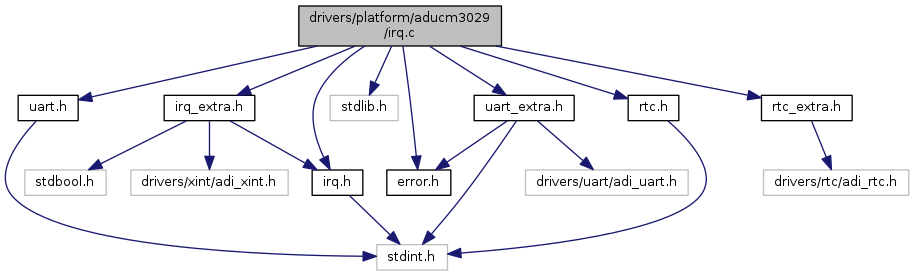 drivers/platform/aducm3029
/irq.c
uart.h
irq_extra.h
stdlib.h
uart_extra.h
rtc.h
rtc_extra.h
stdbool.h
drivers/xint/adi_xint.h
irq.h
error.h
drivers/uart/adi_uart.h
drivers/rtc/adi_rtc.h
stdint.h